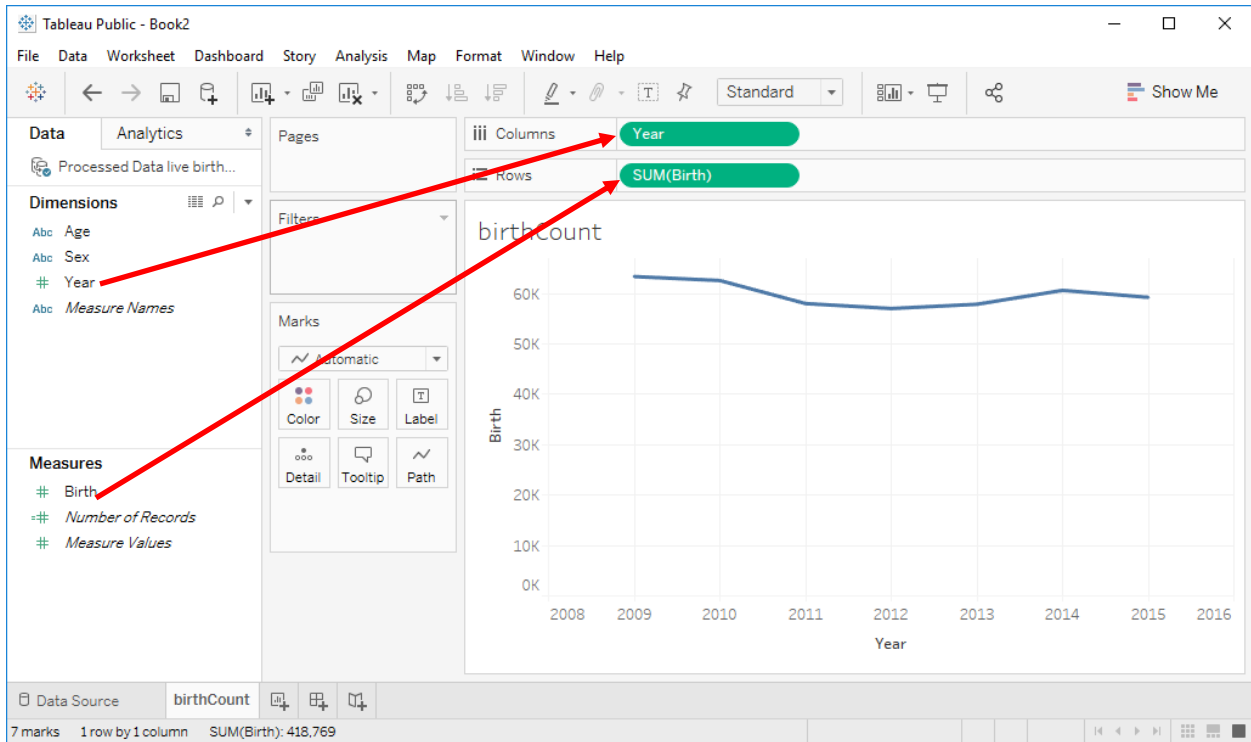 Tableau Public - Book2
File Data Worksheet Dashboard Story Analysis Map Format Window Help
Standard
Show Me
Data Analytics
Processed Data live birth...
Dimensions
Abc Age
Abc Sex
# Year
Abc Measure Names
Measures
# Birth
=# Number of Records
# Measure Values
Pages
Filters
Marks
Automatic
Color Size Label
Detail Tooltip Path
Columns Year
Rows SUM(Birth)
birthCount
60K
50K
40K
30K
20K
10K
0K
Birth
2008 2009 2010 2011 2012 2013 2014 2015 2016
Year
Data Source birthCount
7 marks 1 row by 1 column SUM(Birth): 418,769